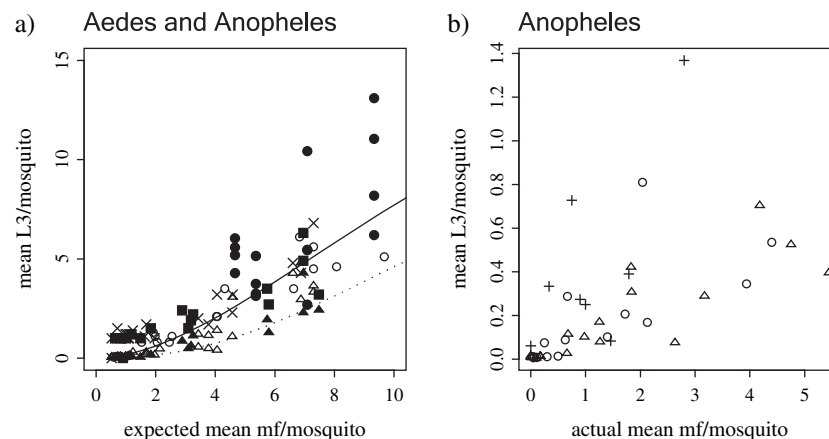 a) Aedes and Anopheles
mean L3/mosquito
15
10
5
0
0 2 4 6 8 10
expected mean mf/mosquito
b) Anopheles
mean L3/mosquito
1.4
1.2
1.0
0.8
0.6
0.4
0.2
0.0
0 1 2 3 4 5
actual mean mf/mosquito